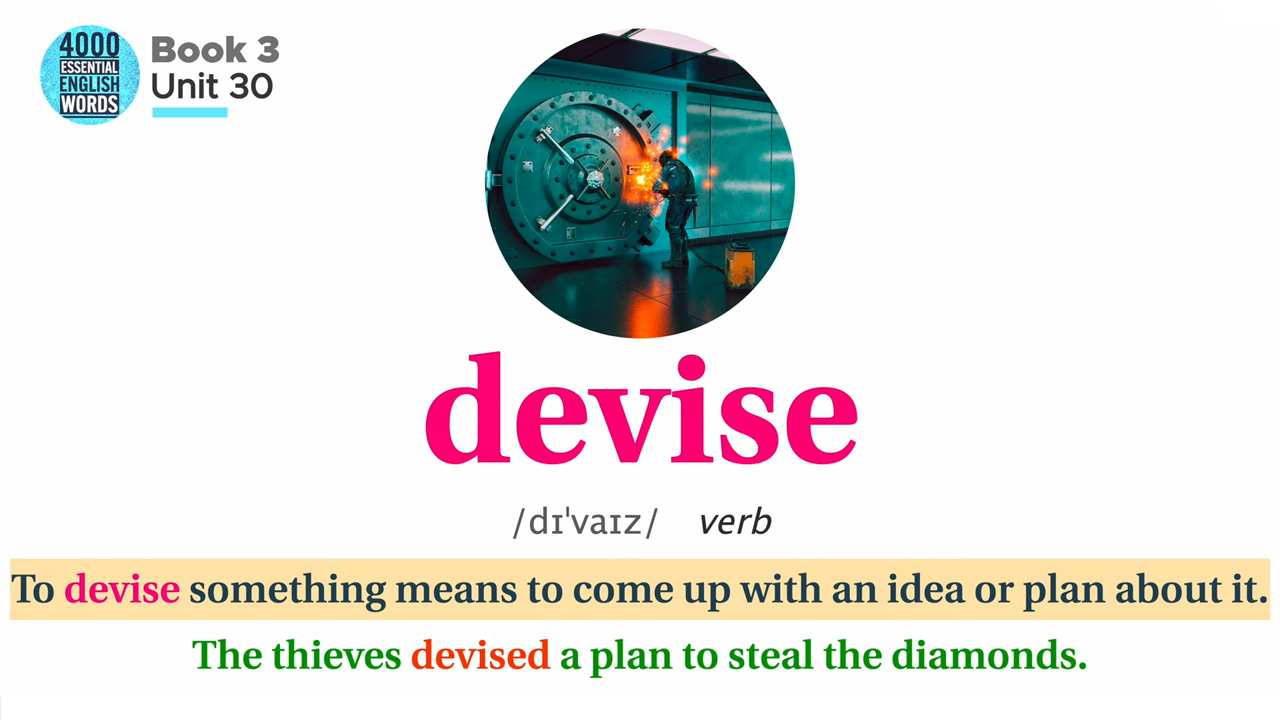 4000
ESSENTIAL
ENGLISH
WORDS
Book 3
Unit 30
devise
/dɪˈvaɪz/ verb
To devise something means to come up with an idea or plan about it.
The thieves devised a plan to steal the diamonds.